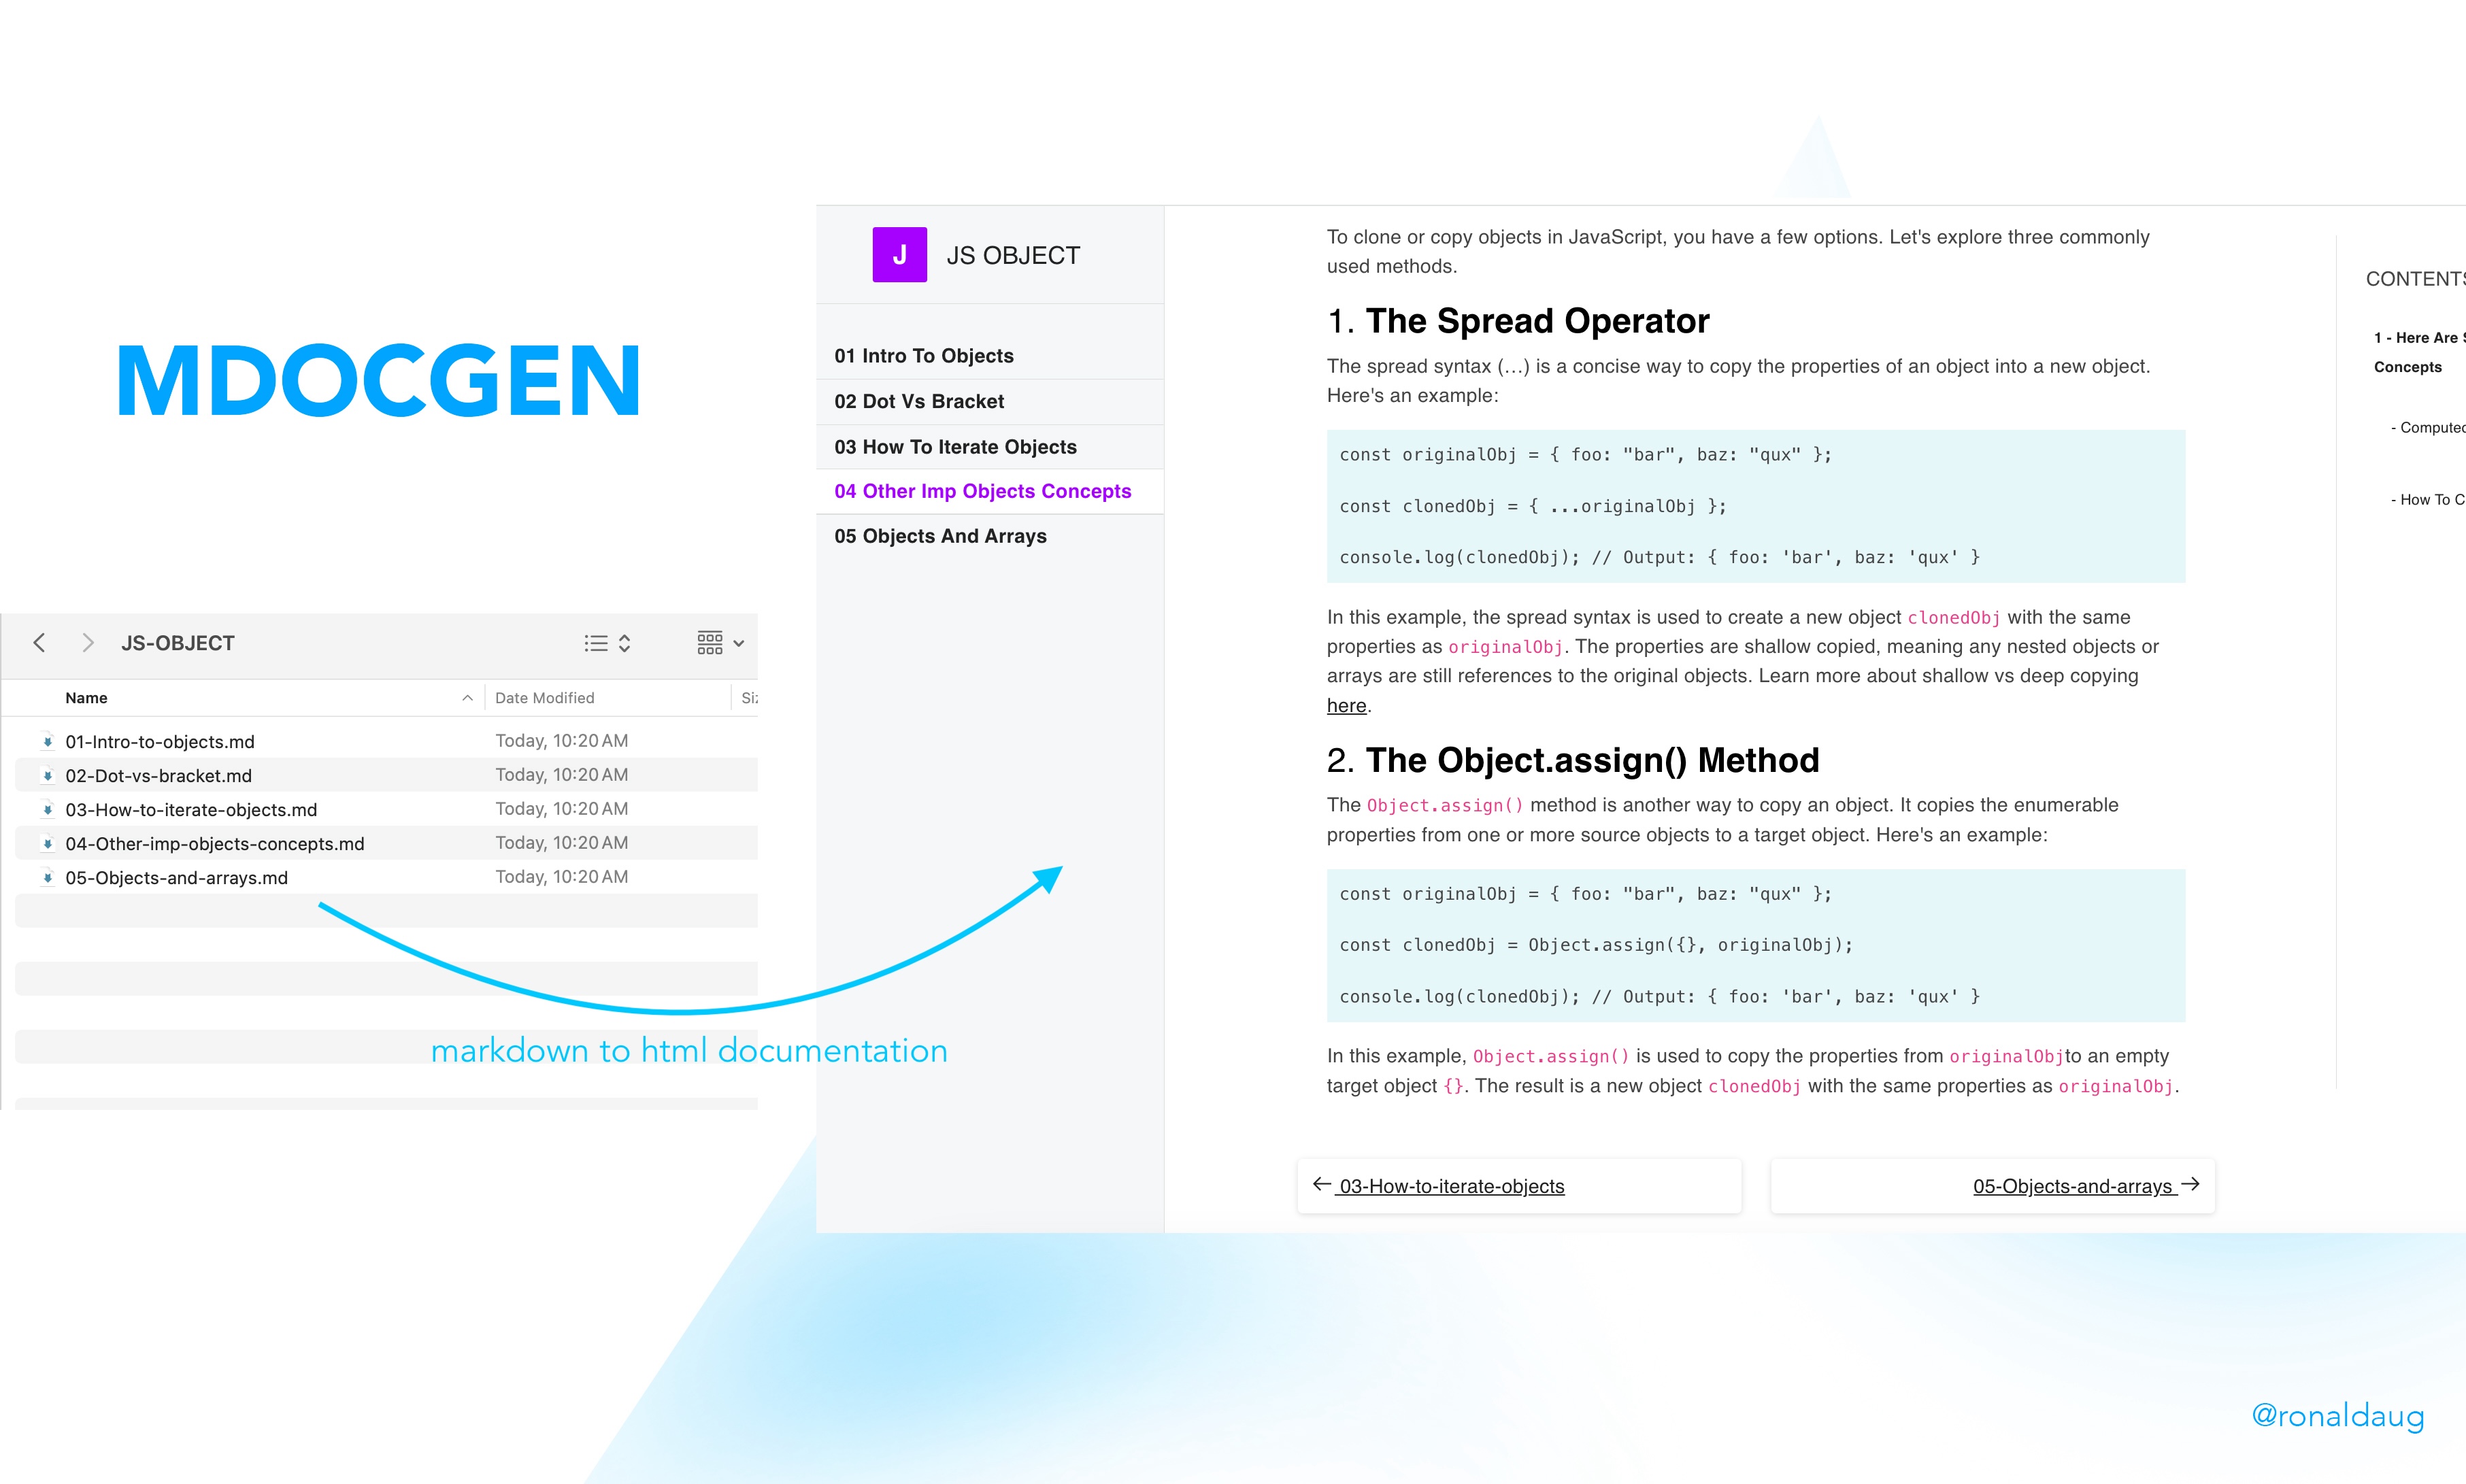 MDOCGEN
JS-OBJECT
Name
Date Modified
01-Intro-to-objects.md
Today, 10:20 AM
02-Dot-vs-bracket.md
Today, 10:20 AM
03-How-to-iterate-objects.md
Today, 10:20 AM
04-Other-imp-objects-concepts.md
Today, 10:20 AM
05-Objects-and-arrays.md
Today, 10:20 AM
markdown to html documentation
J
JS OBJECT
01 Intro To Objects
02 Dot Vs Bracket
03 How To Iterate Objects
04 Other Imp Objects Concepts
05 Objects And Arrays
To clone or copy objects in JavaScript, you have a few options. Let's explore three commonly
used methods.
1. The Spread Operator
The spread syntax (...) is a concise way to copy the properties of an object into a new object.
Here's an example:
const originalObj = { foo: "bar", baz: "qux" };
const clonedObj = { ...originalObj };
console.log(clonedObj); // Output: { foo: 'bar', baz: 'qux' }
In this example, the spread syntax is used to create a new object clonedObj with the same
properties as originalObj. The properties are shallow copied, meaning any nested objects or
arrays are still references to the original objects. Learn more about shallow vs deep copying
here.
2. The Object.assign() Method
The Object.assign() method is another way to copy an object. It copies the enumerable
properties from one or more source objects to a target object. Here's an example:
const originalObj = { foo: "bar", baz: "qux" };
const clonedObj = Object.assign({}, originalObj);
console.log(clonedObj); // Output: { foo: 'bar', baz: 'qux' }
In this example, Object.assign() is used to copy the properties from originalObjto an empty
target object {}. The result is a new object clonedObj with the same properties as originalObj.
← 03-How-to-iterate-objects
05-Objects-and-arrays →
CONTENTS
1 - Here Are
Concepts
- Computed
- How To
@ronaldaug